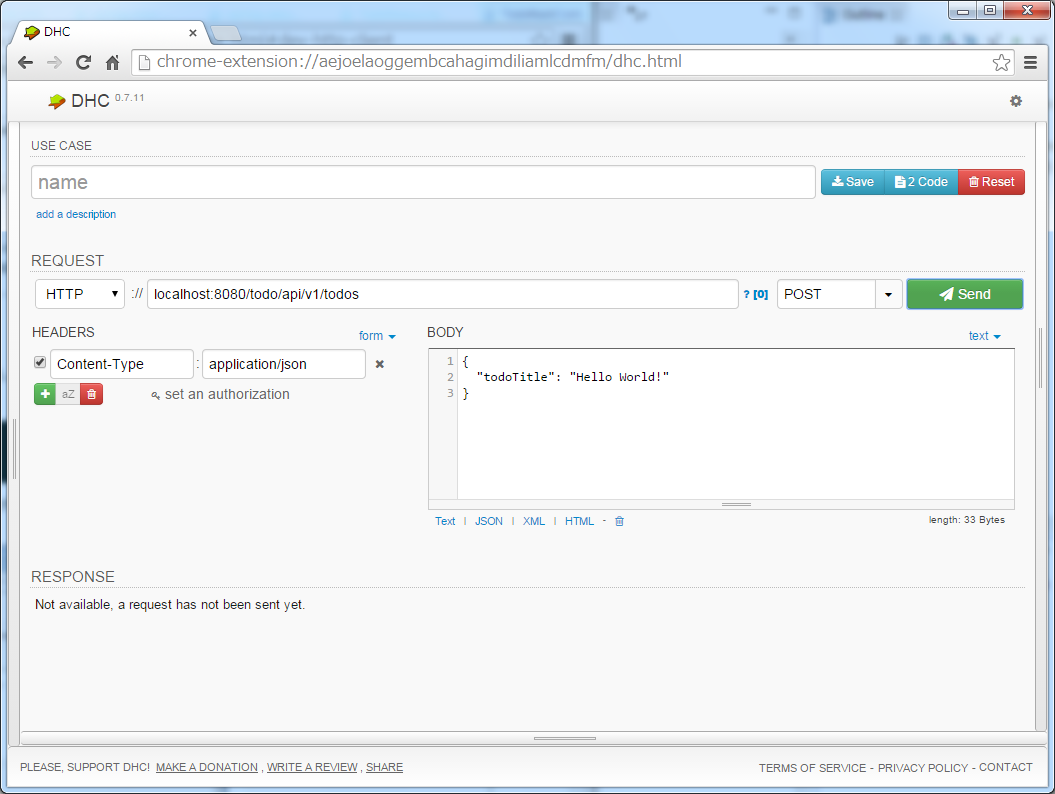 DHC
chrome-extension://aejoelaoggembcahagimdiliamlcdmfm/dhc.html
DHC 0.7.11
USE CASE
name Save 2 Code Reset
add a description
REQUEST
HTTP :// localhost:8080/todo/api/v1/todos ? [0] POST Send
HEADERS form BODY text
Content-Type : application/json
aZ set an authorization
1 {
2 "todoTitle": "Hello World!"
3 }
Text | JSON | XML | HTML - length: 33 Bytes
RESPONSE
Not available, a request has not been sent yet.
PLEASE, SUPPORT DHC! MAKE A DONATION , WRITE A REVIEW , SHARE TERMS OF SERVICE - PRIVACY POLICY - CONTACT